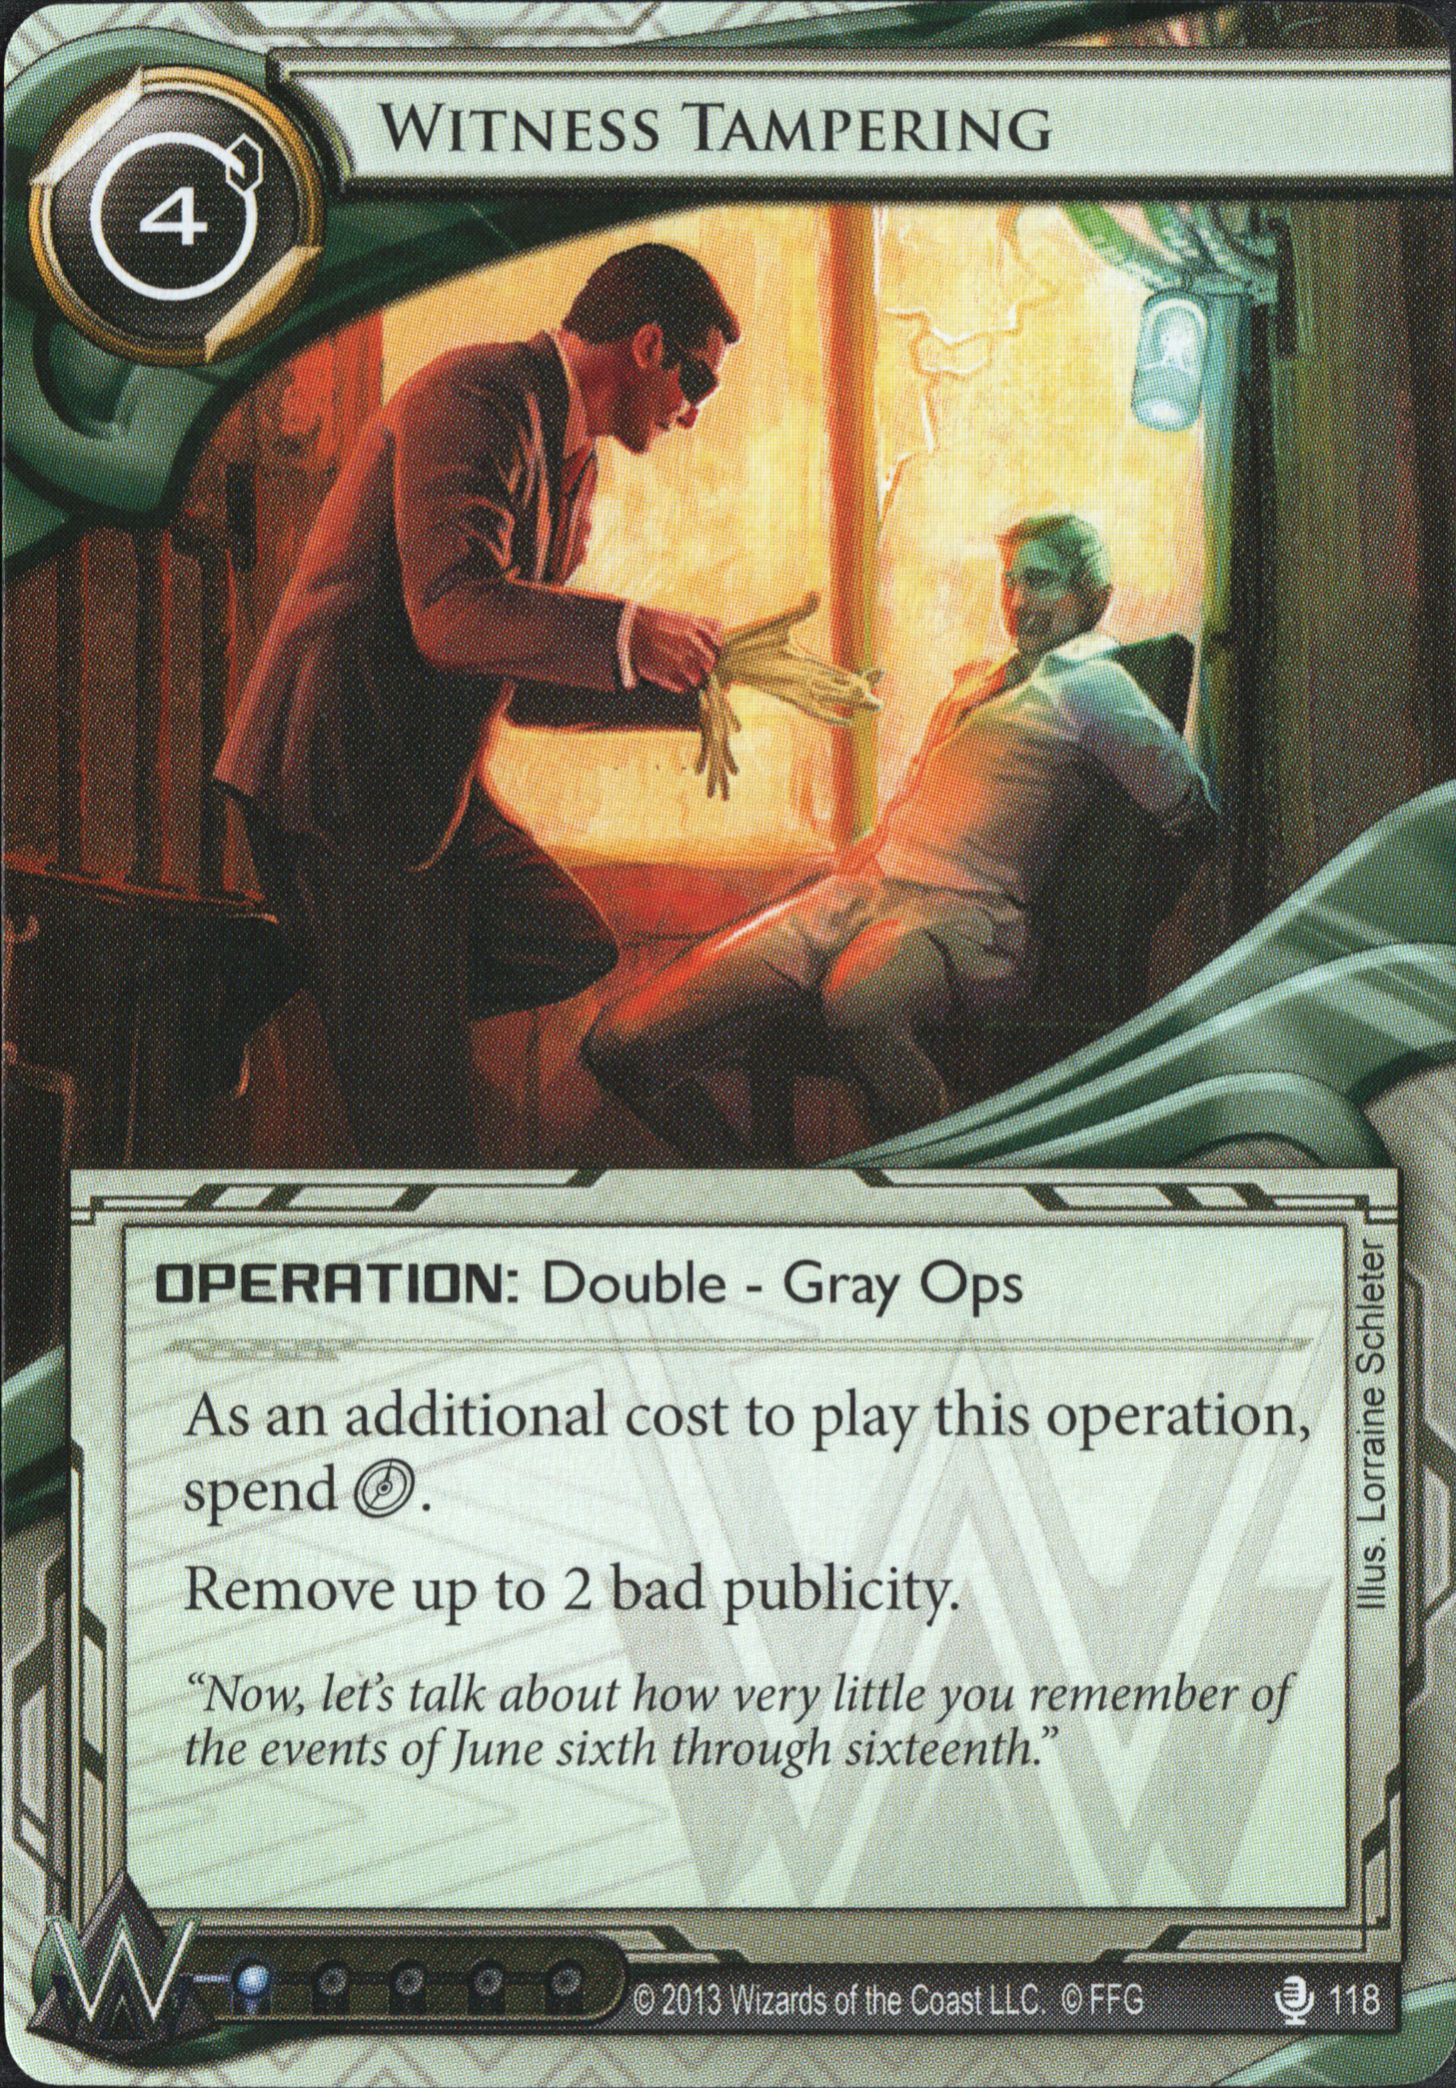 4
WITNESS TAMPERING
OPERATION: Double - Gray Ops
As an additional cost to play this operation,
spend .
Remove up to 2 bad publicity.
“Now, let’s talk about how very little you remember of
the events of June sixth through sixteenth.”
Illus. Lorraine Schleter
W
© 2013 Wizards of the Coast LLC. © FFG
118